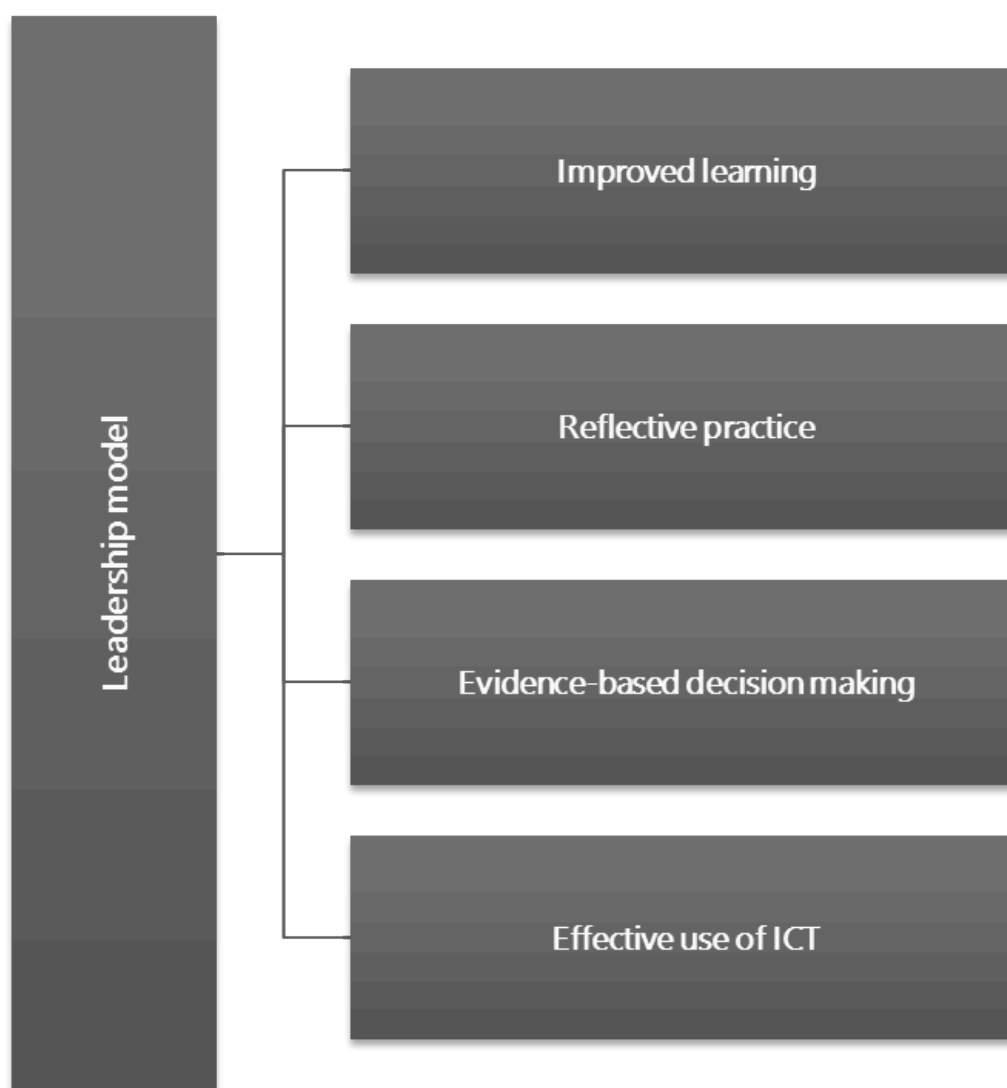 Leadership model
Improved learning
Reflective practice
Evidence-based decision making
Effective use of ICT